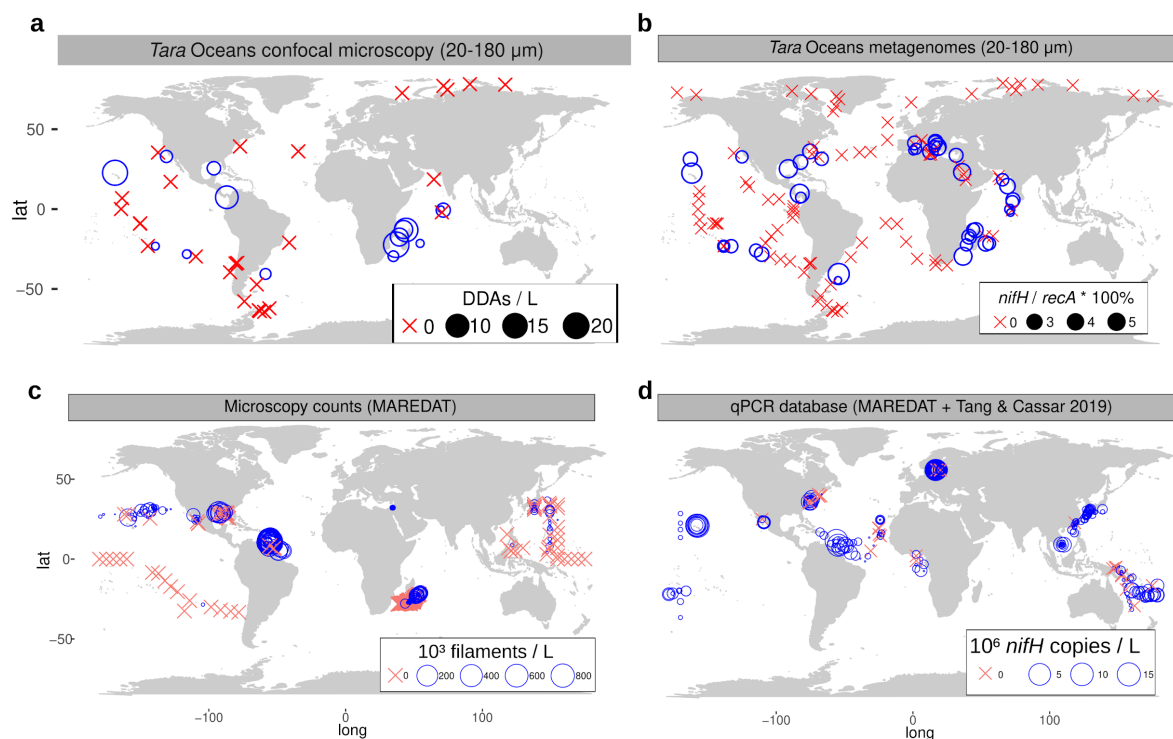 a
Tara Oceans confocal microscopy (20-180 µm)
50
0
−50
lat
DDAs / L
0 10 15 20
b
Tara Oceans metagenomes (20-180 µm)
nifH / recA * 100%
0 3 4 5
c
Microscopy counts (MAREDAT)
50
0
−50
lat
10³ filaments / L
0 200 400 600 800
−100 0 100
long
d
qPCR database (MAREDAT + Tang & Cassar 2019)
10⁶ nifH copies / L
0 5 10 15
−100 0 100
long